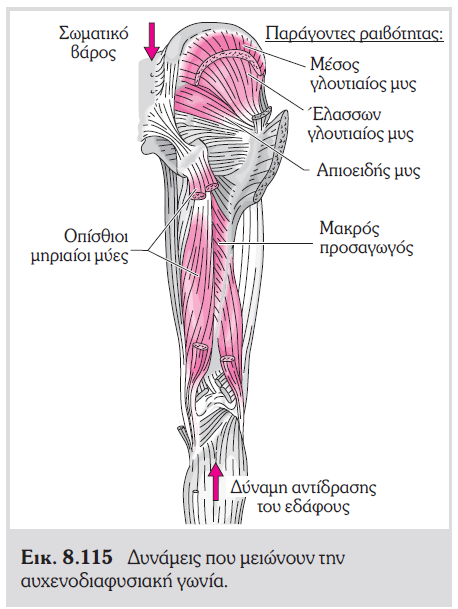 Σωματικό
βάρος
Παράγοντες ραιβότητας:
Μέσος
γλουτιαίος μυς
Έλασσων
γλουτιαίος μυς
Απιοειδής μυς
Οπίσθιοι
μηριαίοι μύες
Μακρός
προσαγωγός
Δύναμη αντίδρασης
του εδάφους
Εικ. 8.115 Δυνάμεις που μειώνουν την
αυχενοδιαφυσιακή γωνία.